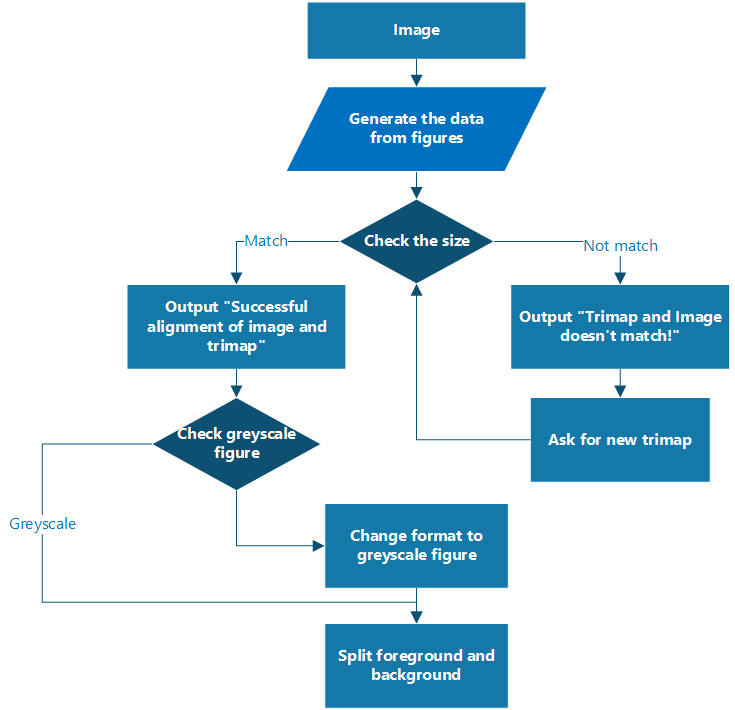 Image
Generate the data
from figures
Check the size
Match
Not match
Output "Successful
alignment of image and
trimap"
Output "Trimap and Image
doesn't match!"
Check greyscale
figure
Ask for new trimap
Greyscale
Change format to
greyscale figure
Split foreground and
background